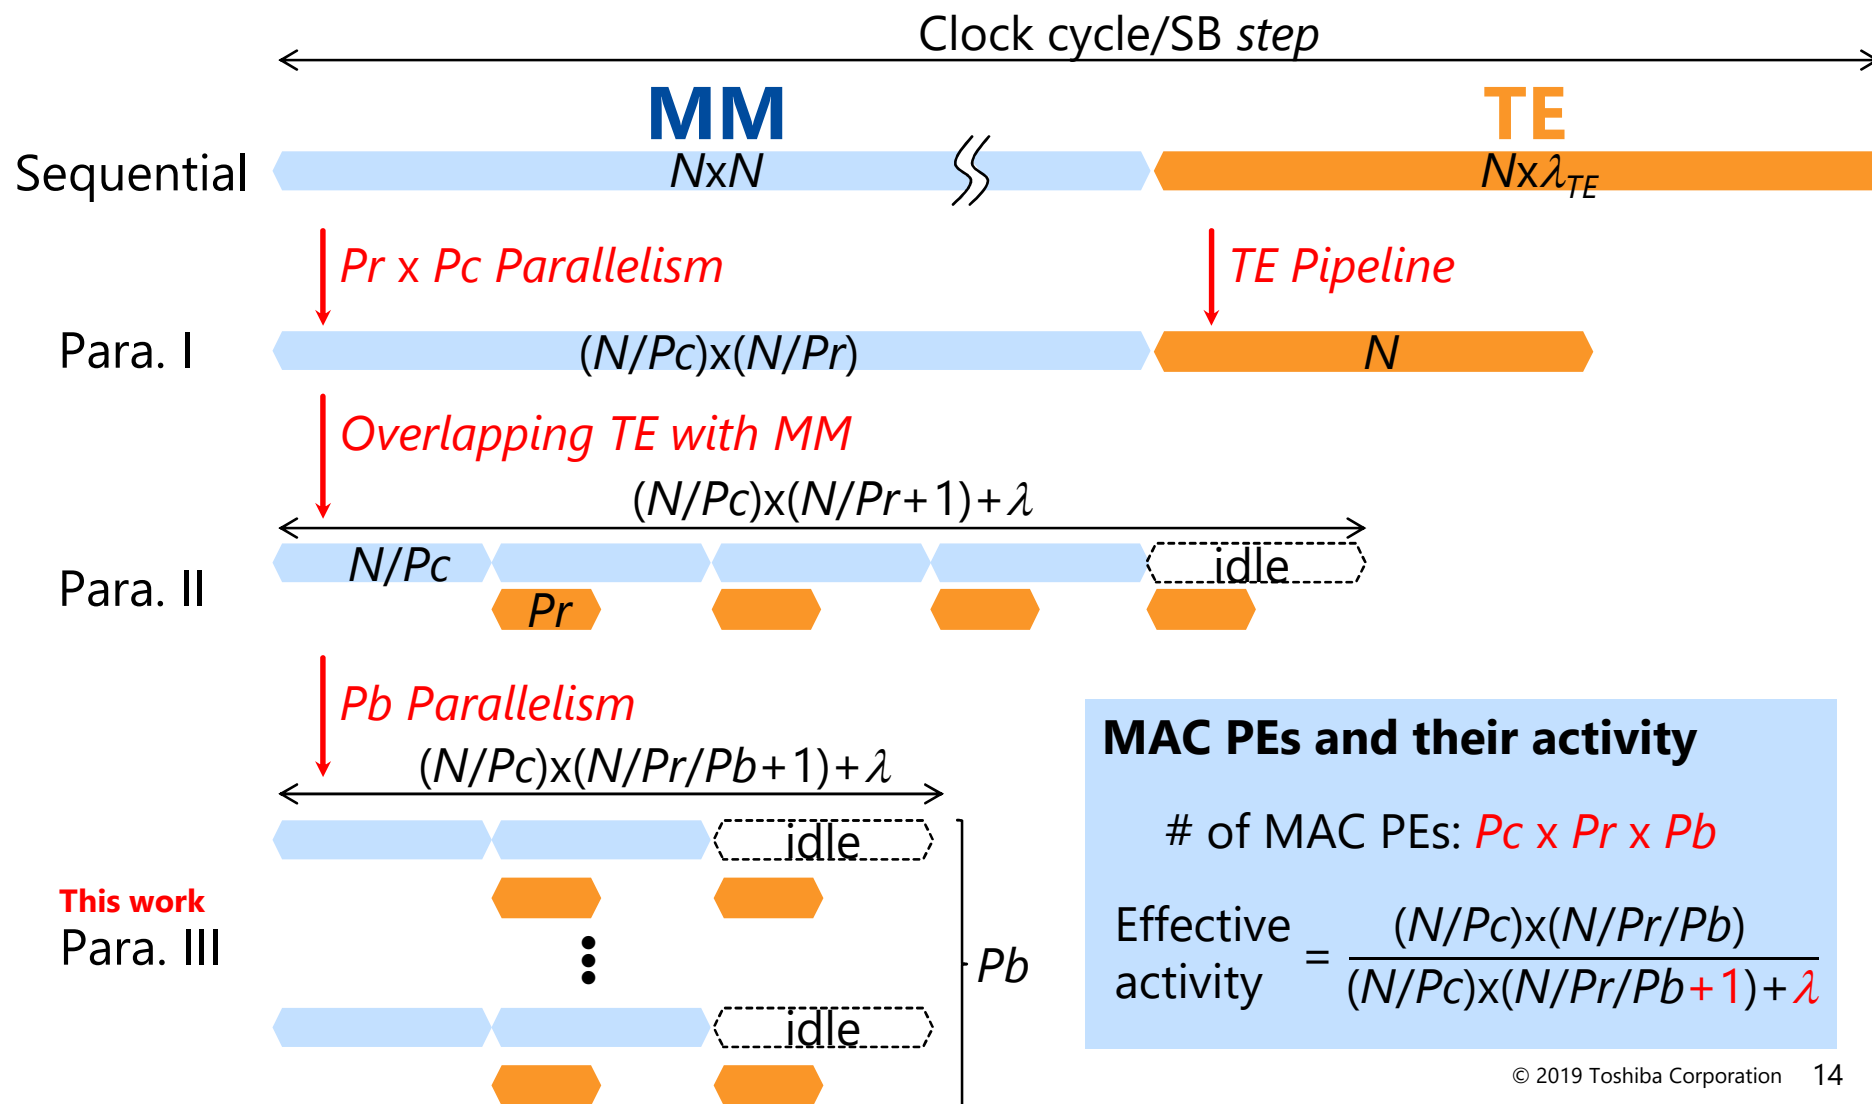 Clock cycle/SB step
MM
TE
Sequential
NxN
Nxλ_TE
Pr x Pc Parallelism
TE Pipeline
Para. I
(N/Pc)x(N/Pr)
N
Overlapping TE with MM
(N/Pc)x(N/Pr+1)+λ
Para. II
N/Pc
idle
Pr
Pb Parallelism
(N/Pc)x(N/Pr/Pb+1)+λ
idle
This work
Para. III
Pb
idle
MAC PEs and their activity
# of MAC PEs: Pc x Pr x Pb
Effective
activity
=
(N/Pc)x(N/Pr/Pb)
(N/Pc)x(N/Pr/Pb+1)+λ
© 2019 Toshiba Corporation 14